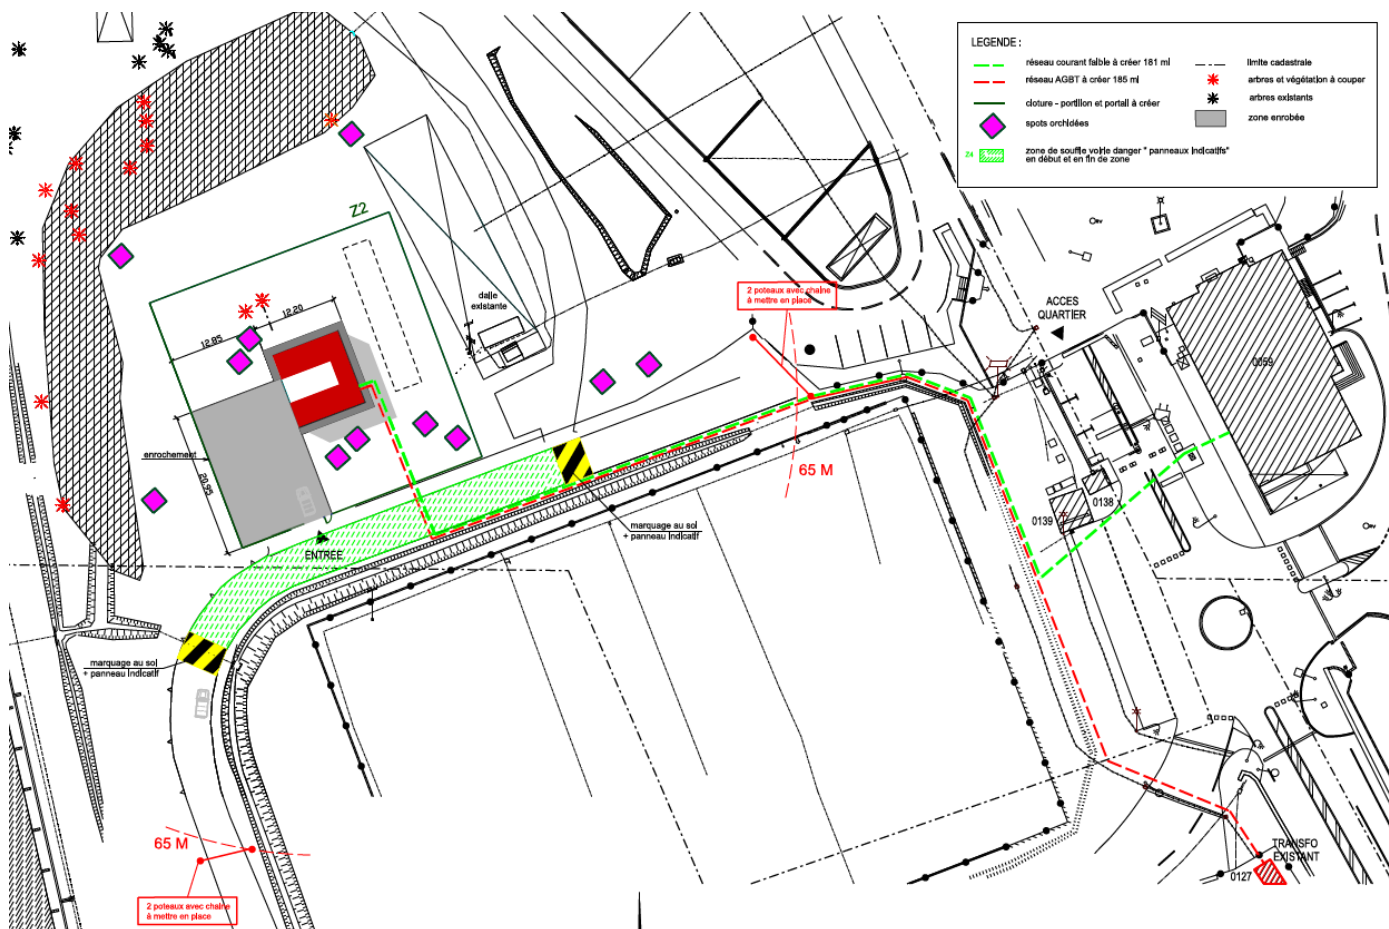 LEGENDE :
réseau courant faible à créer 181 ml
réseau AGBT à créer 185 ml
cloture - portillon et portail à créer
spots orchidées
Z4
zone de souffle voirie danger " panneaux indicatifs"
en début et en fin de zone
limite cadastrale
arbres et végétation à couper
arbres existants
zone enrobée
Z2
dalle
existante
12.20
12.85
20.95
enrochement
ENTREE
2 poteaux avec chaîne
à mettre en place
65 M
ACCES
QUARTIER
0059
0138
0139
marquage au sol
+ panneau indicatif
marquage au sol
+ panneau indicatif
65 M
2 poteaux avec chaîne
à mettre en place
TRANSFO
EXISTANT
0127